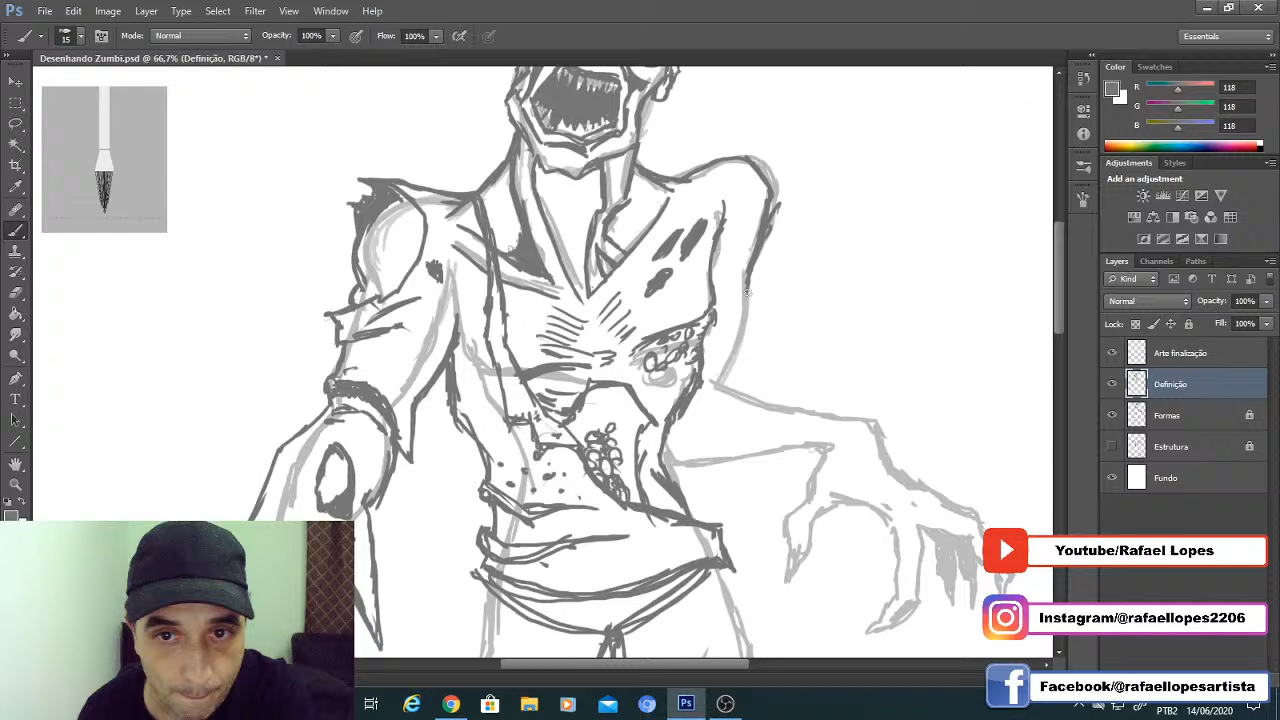 Ps File Edit Image Layer Type Select Filter View Window Help
15 Mode: Normal Opacity: 100% Flow: 100% Essentials
Desenhando Zumbi.psd @ 66,7% (Definição, RGB/8*) * ×
Color Swatches
R 118
G 118
B 118
Adjustments Styles
Add an adjustment
Layers Channels Paths
Kind
Normal Opacity: 100%
Lock: Fill: 100%
Arte finalização
Definição
Formas
Estrutura
Fundo
Youtube/Rafael Lopes
Instagram/@rafaellopes2206
Facebook/@rafaellopesartista
Ps PTB2 14/06/2020